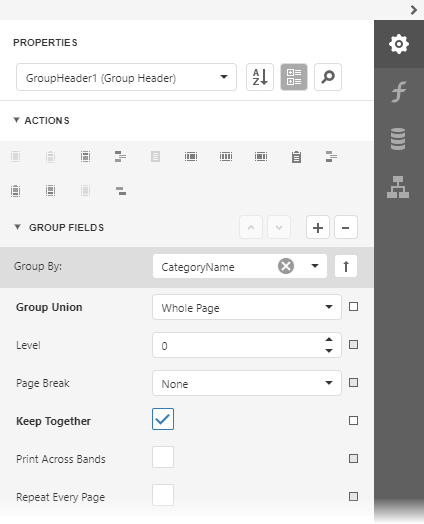 PROPERTIES
GroupHeader1 (Group Header)
ACTIONS
GROUP FIELDS
Group By: CategoryName
Group Union Whole Page
Level 0
Page Break None
Keep Together
Print Across Bands
Repeat Every Page